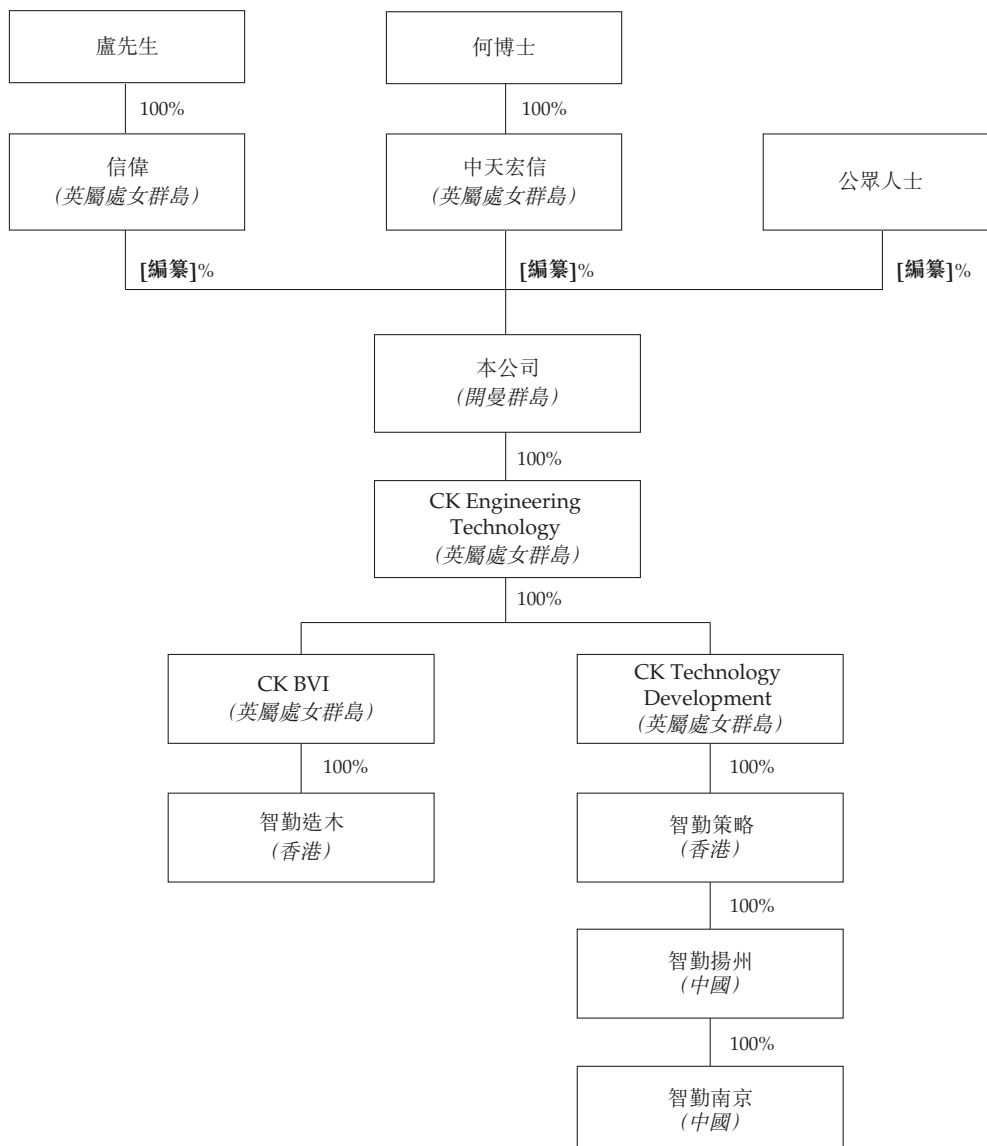 盧先生
何博士
100%
100%
信偉
(英屬處女群島)
中天宏信
(英屬處女群島)
公眾人士
[編纂]%
[編纂]%
[編纂]%
本公司
(開曼群島)
100%
CK Engineering
Technology
(英屬處女群島)
100%
CK BVI
(英屬處女群島)
CK Technology
Development
(英屬處女群島)
100%
100%
智勤造木
(香港)
智勤策略
(香港)
100%
智勤揚州
(中國)
100%
智勤南京
(中國)